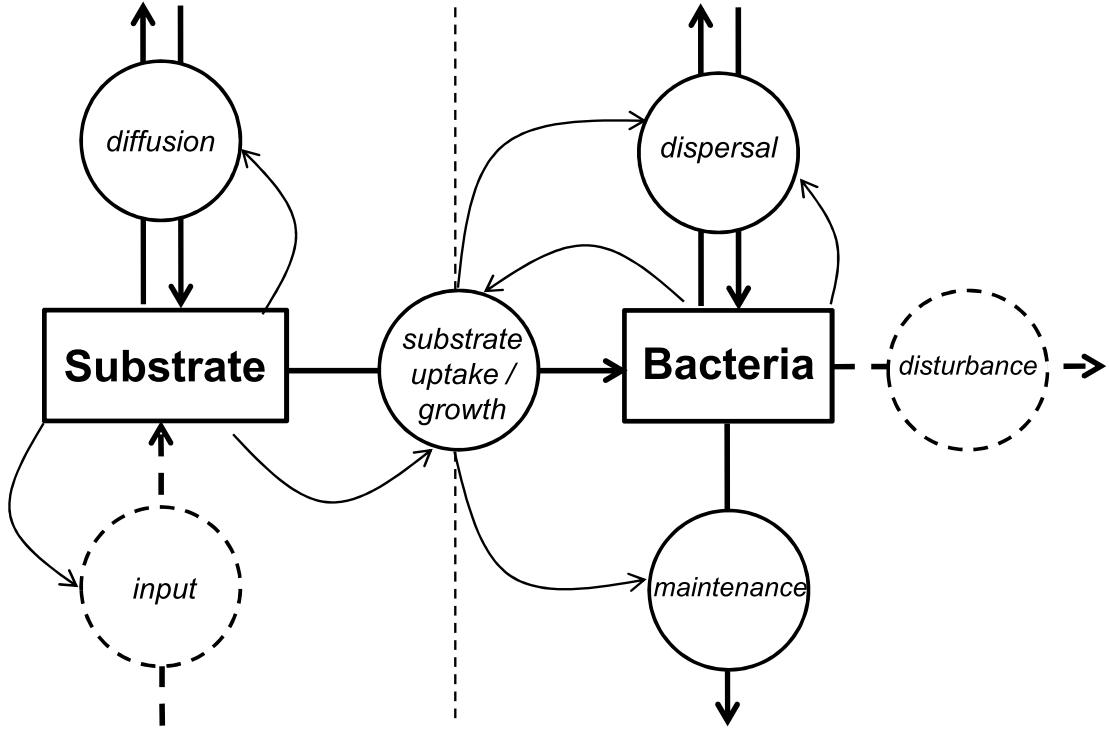 diffusion
dispersal
Substrate
substrate
uptake /
growth
Bacteria
disturbance
input
maintenance